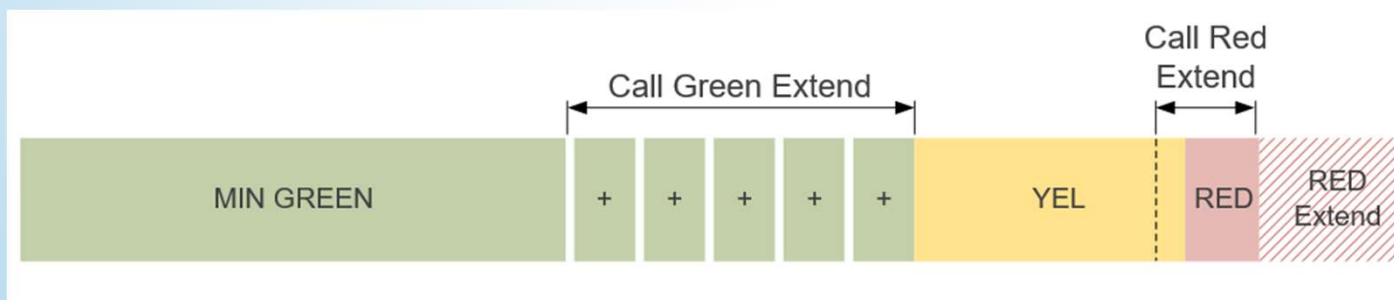 Call Red
Extend
Call Green Extend
MIN GREEN
+ + + + +
YEL
RED
RED
Extend